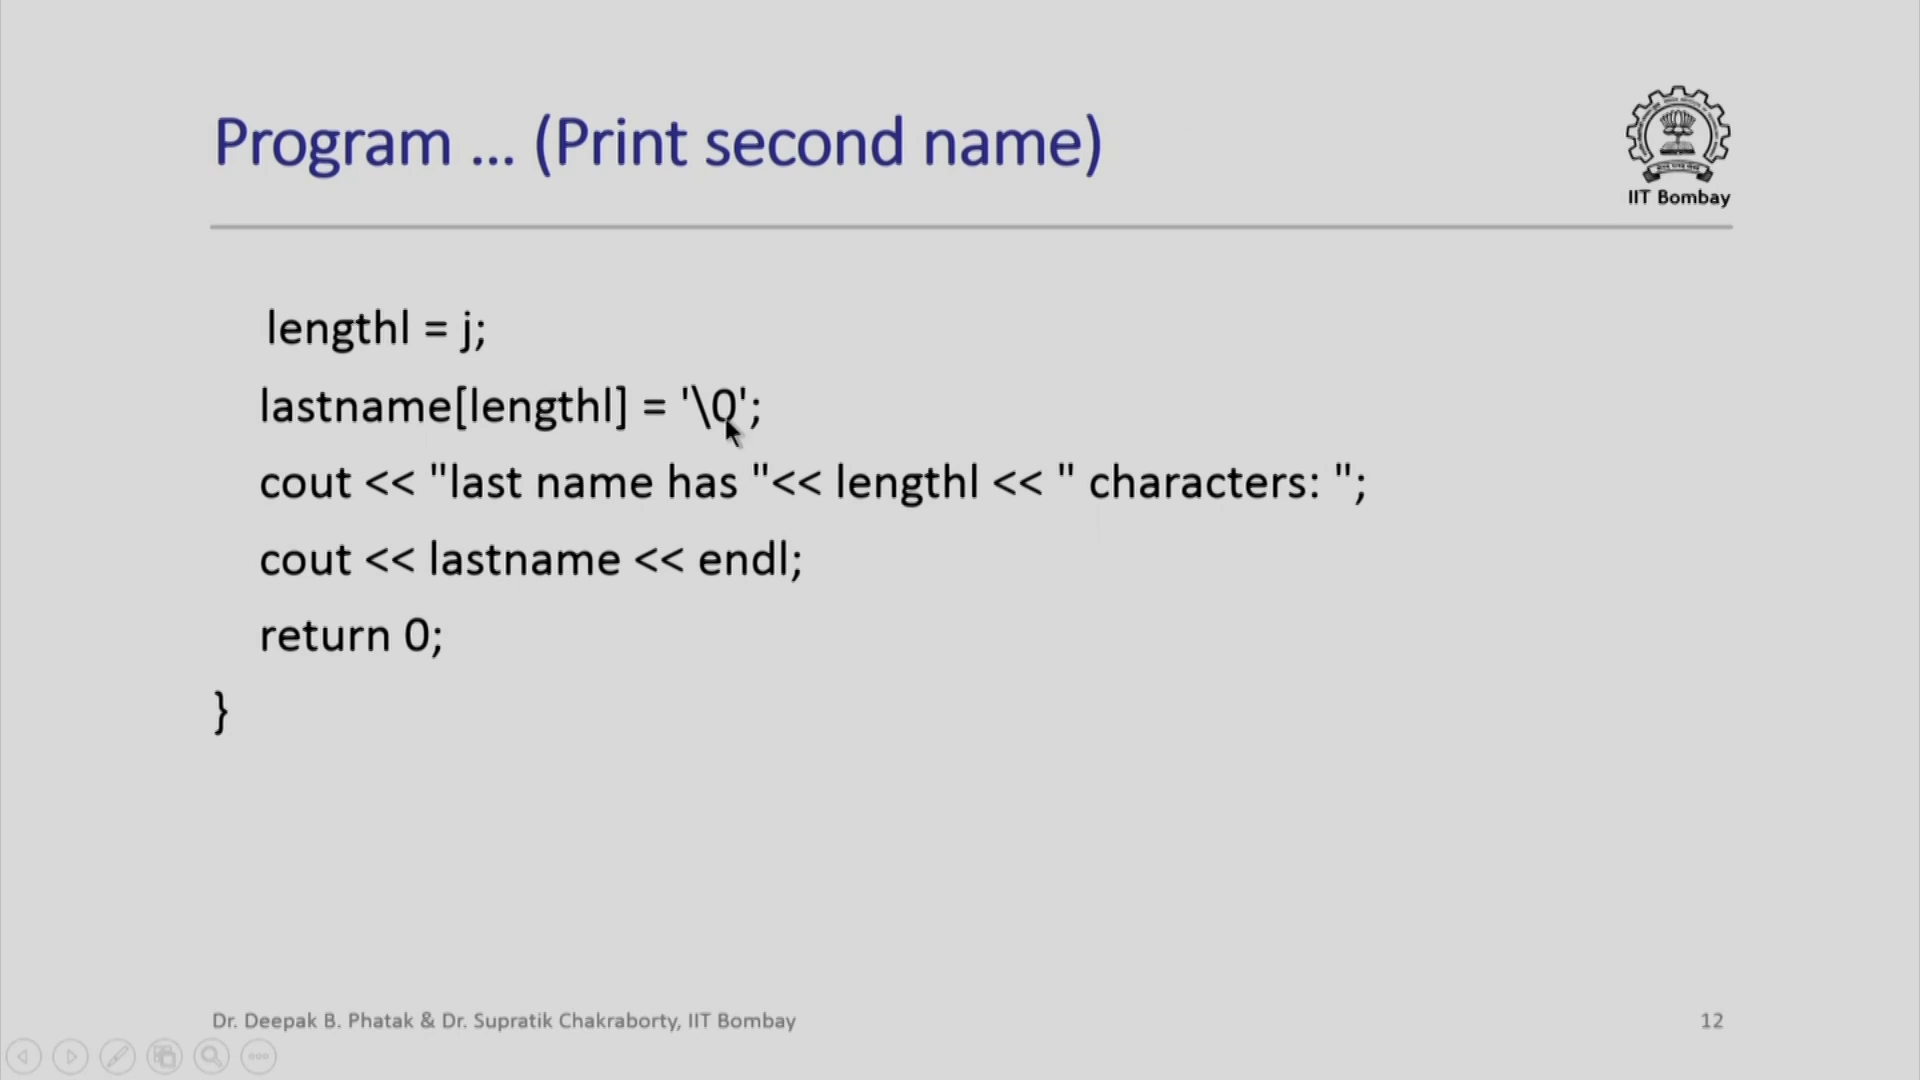 Program ... (Print second name)
IIT Bombay
lengthl = j;
lastname[lengthl] = '\0';
cout << "last name has "<< lengthl << " characters: ";
cout << lastname << endl;
return 0;
}
Dr. Deepak B. Phatak & Dr. Supratik Chakraborty, IIT Bombay
12